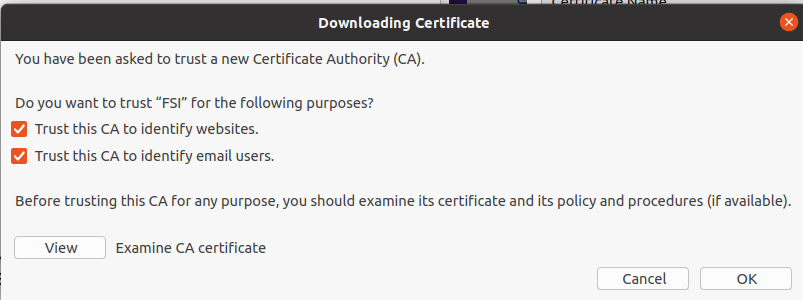 Certificate Name
Downloading Certificate
You have been asked to trust a new Certificate Authority (CA).
Do you want to trust “FSI” for the following purposes?
Trust this CA to identify websites.
Trust this CA to identify email users.
Before trusting this CA for any purpose, you should examine its certificate and its policy and procedures (if available).
View Examine CA certificate
Cancel OK